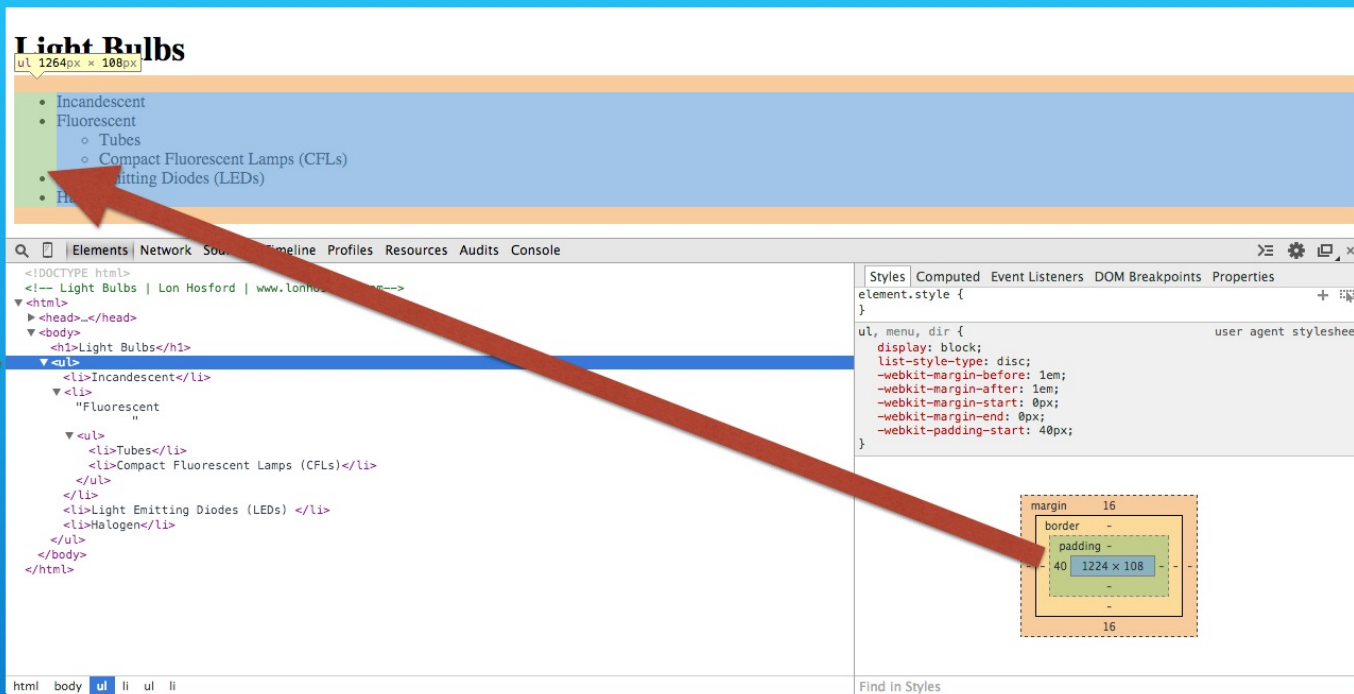 Light Bulbs
ul 1264px × 108px
• Incandescent
• Fluorescent
◦ Tubes
◦ Compact Fluorescent Lamps (CFLs)
• Diodes (LEDs)
•
Elements Network Timeline Profiles Resources Audits Console
<!DOCTYPE html>
<!-- Light Bulbs | Lon Hosford |
▼<html>
▶<head>…</head>
▼<body>
<h1>Light Bulbs</h1>
▼<ul>
<li>Incandescent</li>
▼<li>
"Fluorescent
"
▼<ul>
<li>Tubes</li>
<li>Compact Fluorescent Lamps (CFLs)</li>
</ul>
</li>
<li>Light Emitting Diodes (LEDs) </li>
<li>Halogen</li>
</ul>
</body>
</html>
html body ul li ul li
Styles Computed Event Listeners DOM Breakpoints Properties
element.style {
}
ul, menu, dir { user agent styleshee
display: block;
list-style-type: disc;
-webkit-margin-before: 1em;
-webkit-margin-after: 1em;
-webkit-margin-start: 0px;
-webkit-margin-end: 0px;
-webkit-padding-start: 40px;
}
margin 16
border -
padding -
40 1224 × 108 - - -
-
-
16
Find in Styles